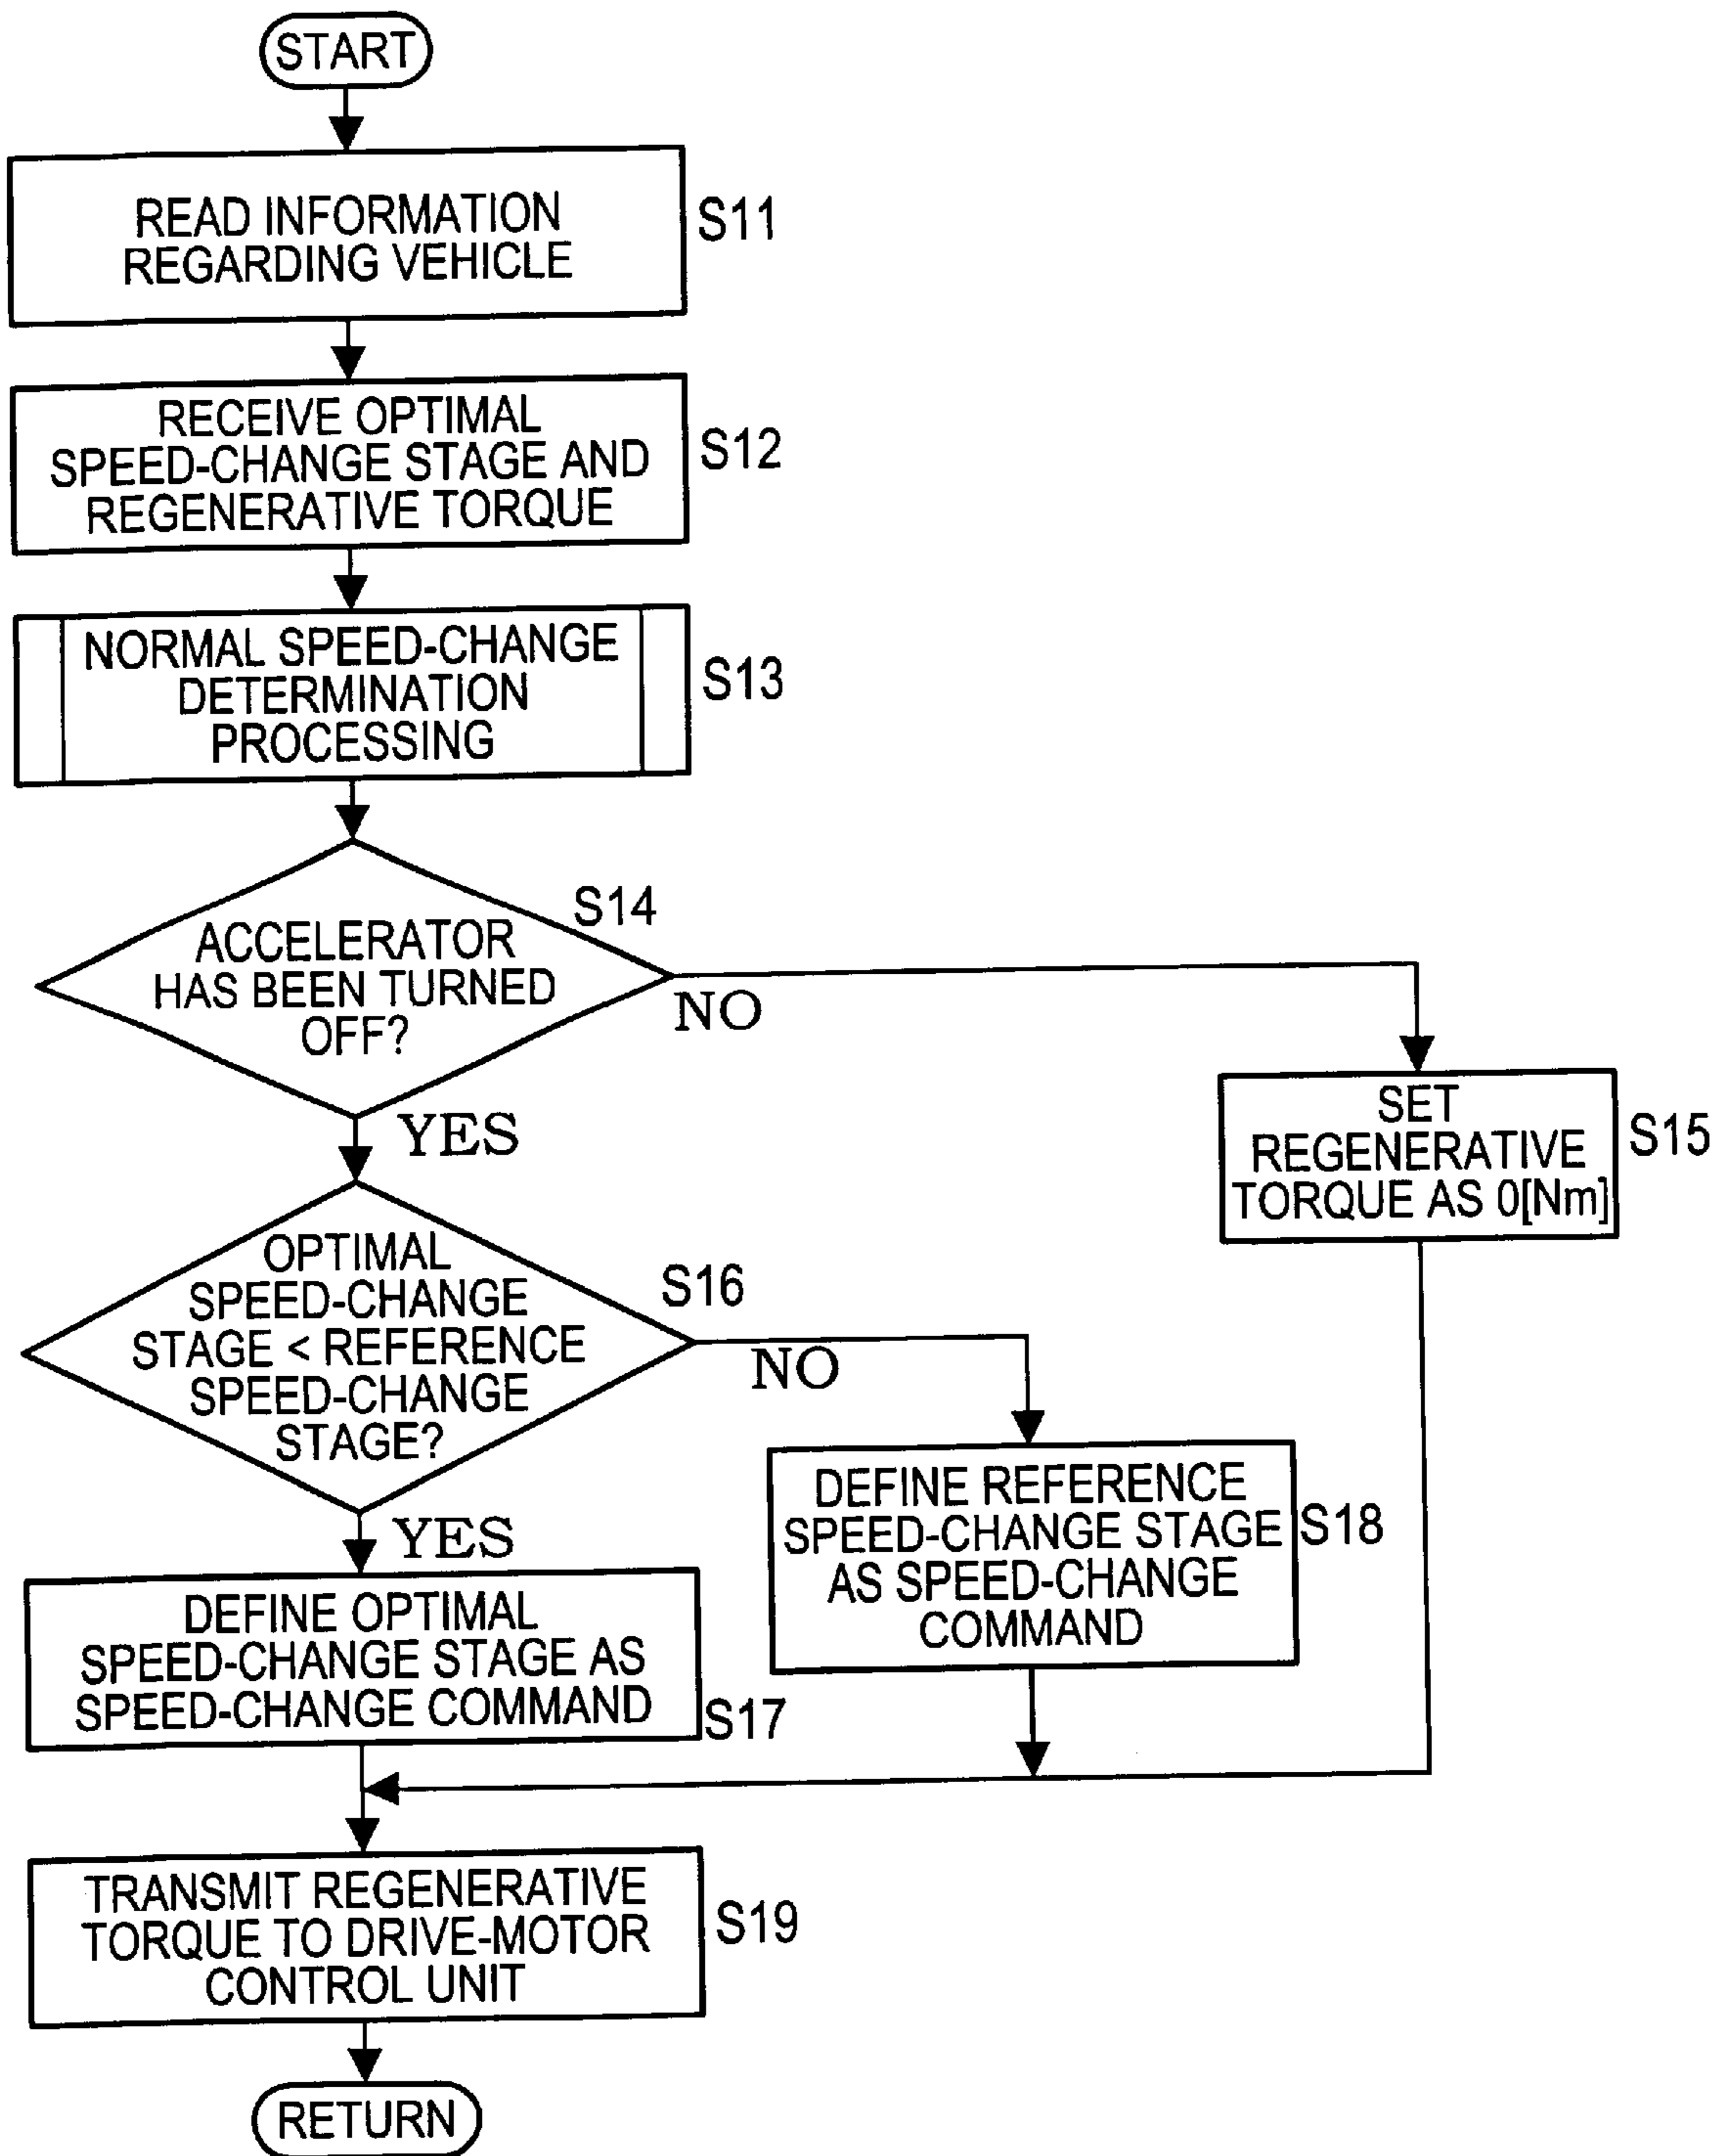 START
READ INFORMATION
REGARDING VEHICLE
S11
RECEIVE OPTIMAL
SPEED-CHANGE STAGE AND
REGENERATIVE TORQUE
S12
NORMAL SPEED-CHANGE
DETERMINATION
PROCESSING
S13
S14
ACCELERATOR
HAS BEEN TURNED
OFF?
NO
YES
SET
REGENERATIVE
TORQUE AS 0[Nm]
S15
OPTIMAL
SPEED-CHANGE
STAGE < REFERENCE
SPEED-CHANGE
STAGE?
S16
NO
YES
DEFINE REFERENCE
SPEED-CHANGE STAGE
AS SPEED-CHANGE
COMMAND
S18
DEFINE OPTIMAL
SPEED-CHANGE STAGE AS
SPEED-CHANGE COMMAND
S17
TRANSMIT REGENERATIVE
TORQUE TO DRIVE-MOTOR
CONTROL UNIT
S19
RETURN